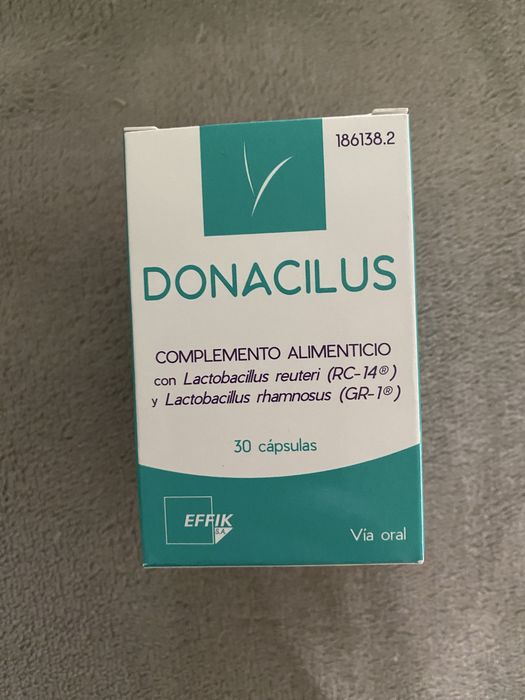 186138.2
DONACILUS
COMPLEMENTO ALIMENTICIO
con Lactobacillus reuteri (RC-14®)
y Lactobacillus rhamnosus (GR-1®)
30 cápsulas
EFFIK
S.A.
Vía oral